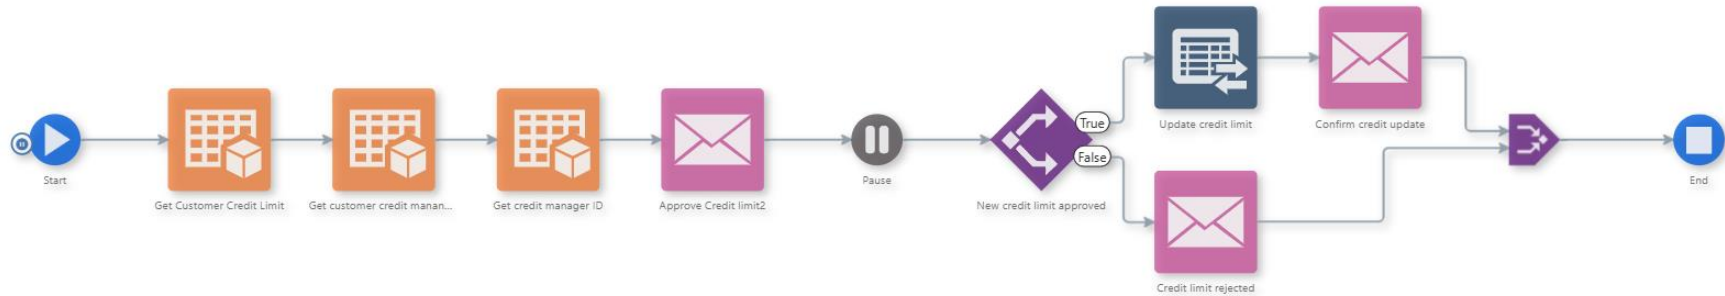 Start
Get Customer Credit Limit
Get customer credit manan...
Get credit manager ID
Approve Credit limit2
Pause
New credit limit approved
True
False
Update credit limit
Confirm credit update
Credit limit rejected
End